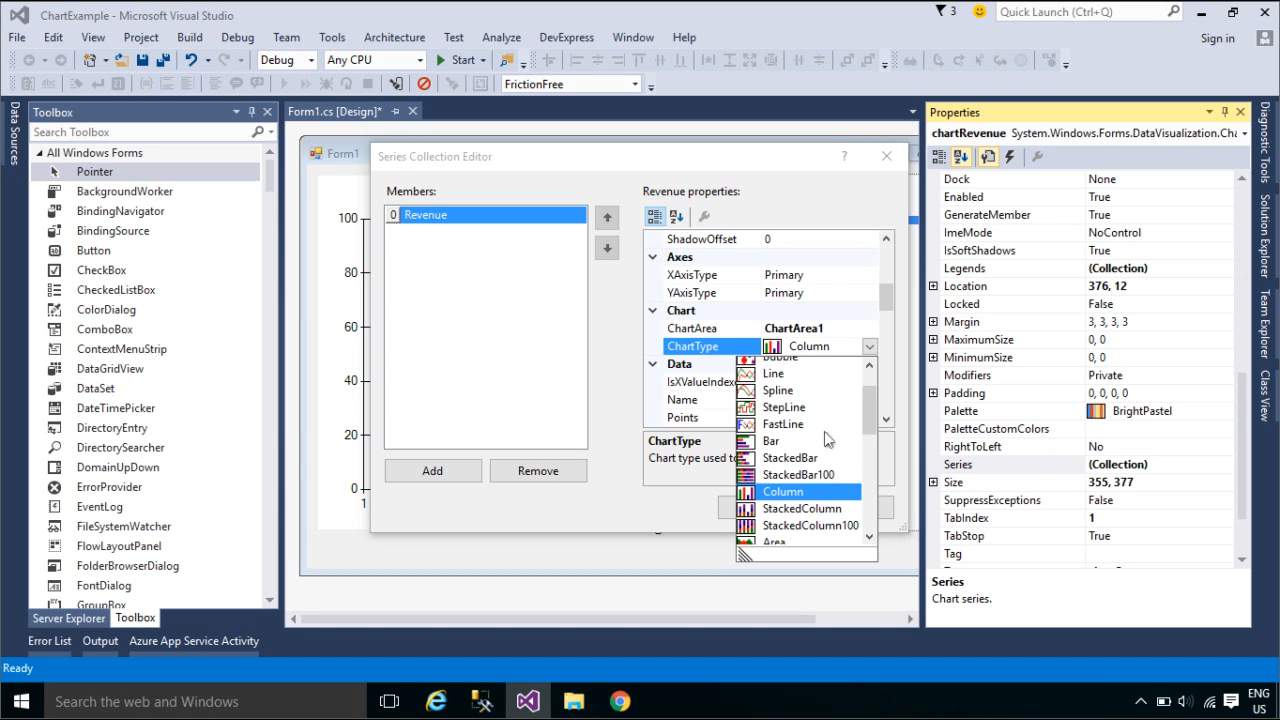 ChartExample - Microsoft Visual Studio
3
Quick Launch (Ctrl+Q)
File Edit View Project Build Debug Team Tools Architecture Test Analyze DevExpress Window Help
Sign in
Debug Any CPU Start
FrictionFree
Data Sources
Toolbox
Search Toolbox
All Windows Forms
Pointer
BackgroundWorker
BindingNavigator
BindingSource
Button
CheckBox
CheckedListBox
ColorDialog
ComboBox
ContextMenuStrip
DataGridView
DataSet
DateTimePicker
DirectoryEntry
DirectorySearcher
DomainUpDown
ErrorProvider
EventLog
FileSystemWatcher
FlowLayoutPanel
FolderBrowserDialog
FontDialog
GroupBox
Server Explorer Toolbox
Form1.cs [Design]*
Form1
100
80
60
40
20
0
1
Series Collection Editor
?
Members:
0 Revenue
Add Remove
Revenue properties:
ShadowOffset 0
Axes
XAxisType Primary
YAxisType Primary
Chart
ChartArea ChartArea1
ChartType Column
Data
IsXValueIndexe
Name
Points
ChartType
Chart type used to
Bubble
Line
Spline
StepLine
FastLine
Bar
StackedBar
StackedBar100
Column
StackedColumn
StackedColumn100
Area
Properties
chartRevenue System.Windows.Forms.DataVisualization.Cha
Dock None
Enabled True
GenerateMember True
ImeMode NoControl
IsSoftShadows True
Legends (Collection)
Location 376, 12
Locked False
Margin 3, 3, 3, 3
MaximumSize 0, 0
MinimumSize 0, 0
Modifiers Private
Padding 0, 0, 0, 0
Palette BrightPastel
PaletteCustomColors
RightToLeft No
Series (Collection)
Size 355, 377
SuppressExceptions False
TabIndex 1
TabStop True
Tag
Series
Chart series.
Diagnostic Tools
Team Explorer
Class View
Error List Output Azure App Service Activity
Ready
Search the web and Windows
ENG
US